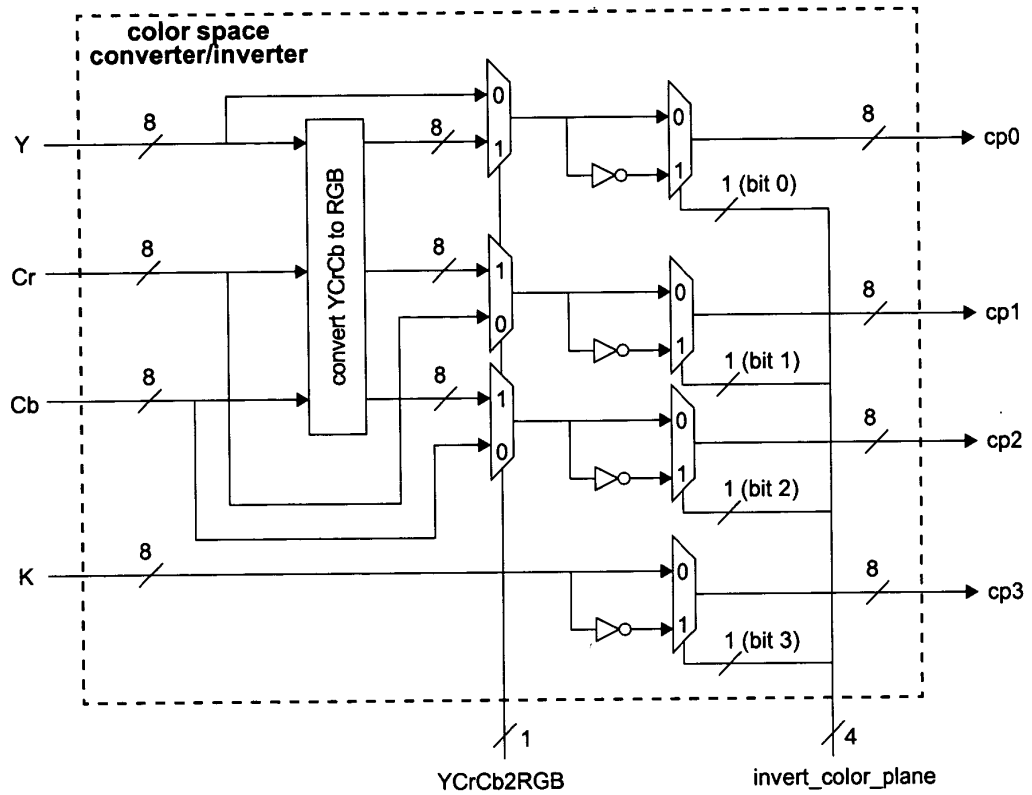 color space
converter/inverter
Y
8
8
0
1
convert YCrCb to RGB
0
1
8
cp0
1 (bit 0)
Cr
8
8
1
0
0
1
8
cp1
1 (bit 1)
Cb
8
8
1
0
0
1
8
cp2
1 (bit 2)
K
8
0
1
8
cp3
1 (bit 3)
1
4
YCrCb2RGB
invert_color_plane